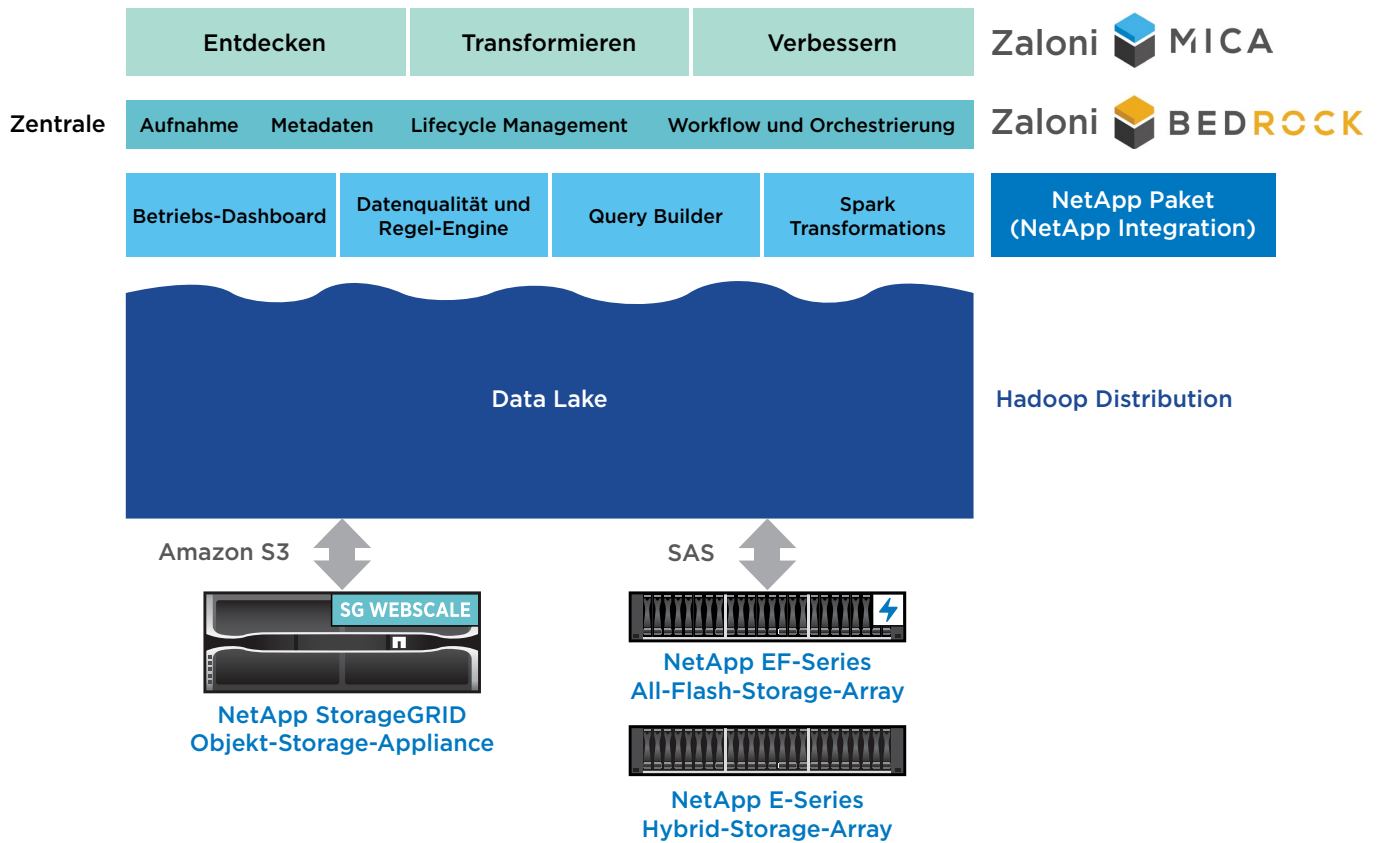 Entdecken
Transformieren
Verbessern
Zaloni MICA
Zentrale
Aufnahme
Metadaten
Lifecycle Management
Workflow und Orchestrierung
Zaloni BEDROCK
Betriebs-Dashboard
Datenqualität und
Regel-Engine
Query Builder
Spark
Transformations
NetApp Paket
(NetApp Integration)
Data Lake
Hadoop Distribution
Amazon S3
SAS
SG WEBSCALE
NetApp StorageGRID
Objekt-Storage-Appliance
NetApp EF-Series
All-Flash-Storage-Array
NetApp E-Series
Hybrid-Storage-Array